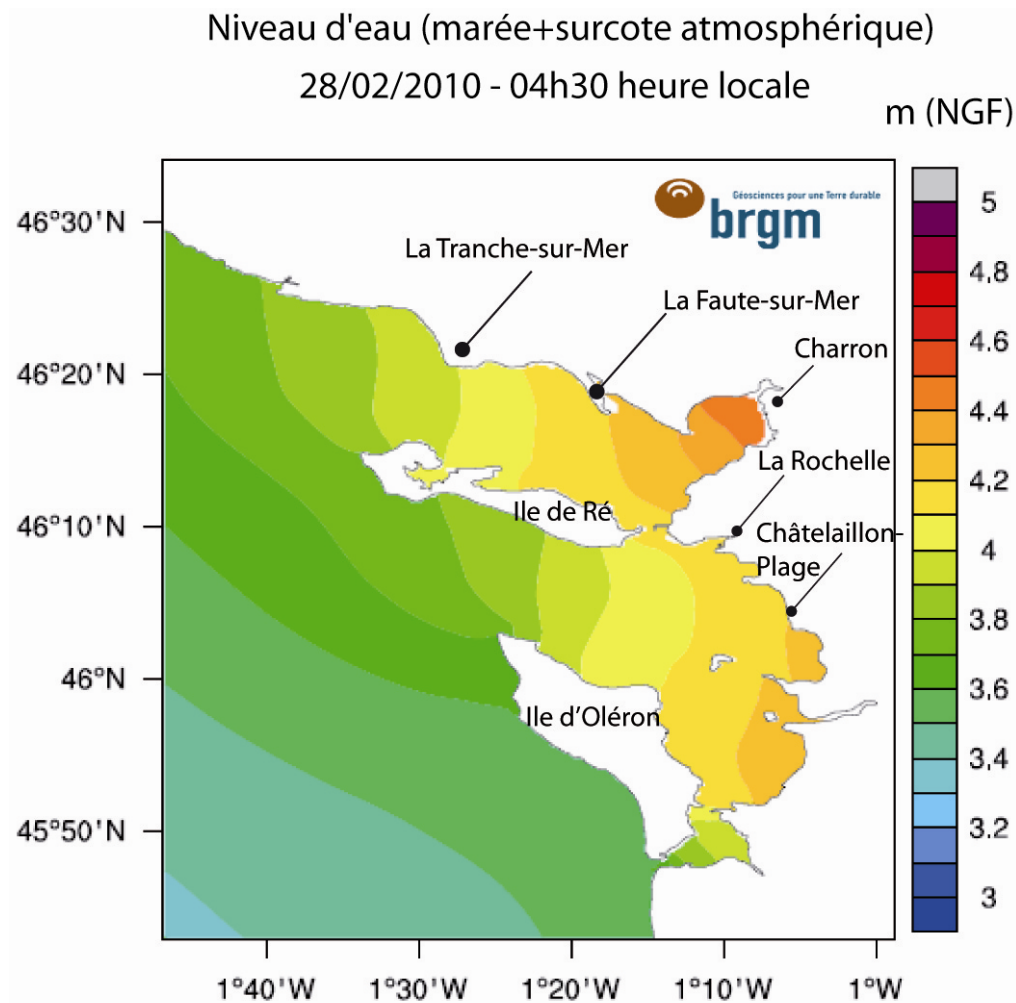 Niveau d'eau (marée+surcote atmosphérique)
28/02/2010 - 04h30 heure locale
m (NGF)
Géosciences pour une Terre durable
brgm
46°30'N
46°20'N
46°10'N
46°N
45°50'N
La Tranche-sur-Mer
La Faute-sur-Mer
Charron
La Rochelle
Ile de Ré
Châtelaillon-
Plage
Ile d'Oléron
5
4.8
4.6
4.4
4.2
4
3.8
3.6
3.4
3.2
3
1°40'W
1°30'W
1°20'W
1°10'W
1°W